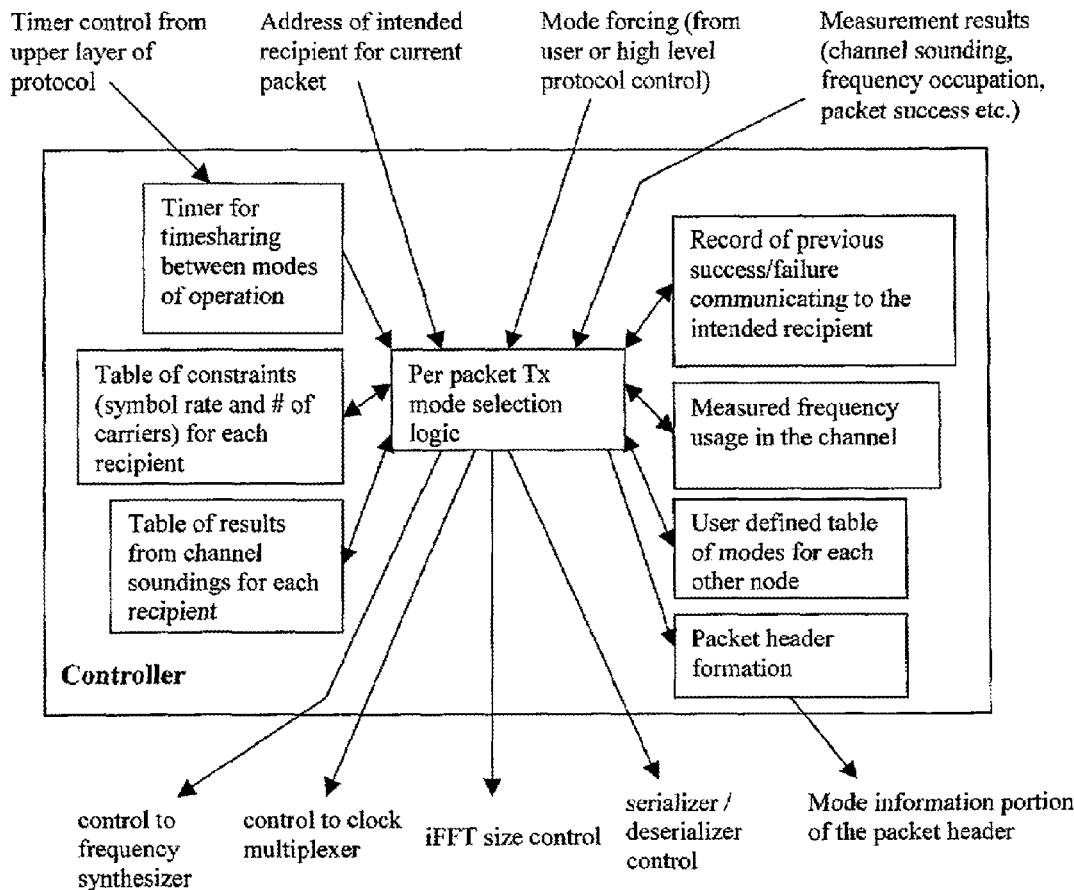 Timer control from
upper layer of
protocol
Address of intended
recipient for current
packet
Mode forcing (from
user or high level
protocol control)
Measurement results
(channel sounding,
frequency occupation,
packet success etc.)
Timer for
timesharing
between modes
of operation
Record of previous
success/failure
communicating to the
intended recipient
Table of constraints
(symbol rate and # of
carriers) for each
recipient
Per packet Tx
mode selection
logic
Measured frequency
usage in the channel
Table of results
from channel
soundings for each
recipient
User defined table
of modes for each
other node
Packet header
formation
Controller
control to
frequency
synthesizer
control to clock
multiplexer
iFFT size control
serializer /
deserializer
control
Mode information portion
of the packet header